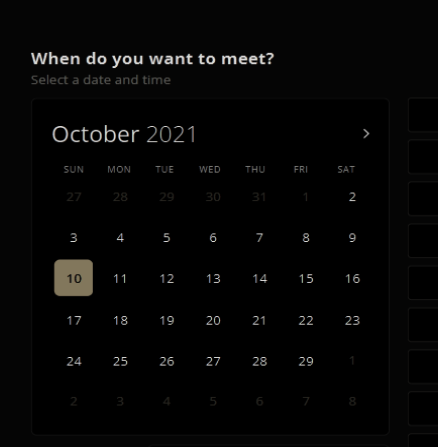 When do you want to meet?
Select a date and time
October 2021 >
SUN MON TUE WED THU FRI SAT
27 28 29 30 31 1 2
3 4 5 6 7 8 9
10 11 12 13 14 15 16
17 18 19 20 21 22 23
24 25 26 27 28 29 1
2 3 4 5 6 7 8